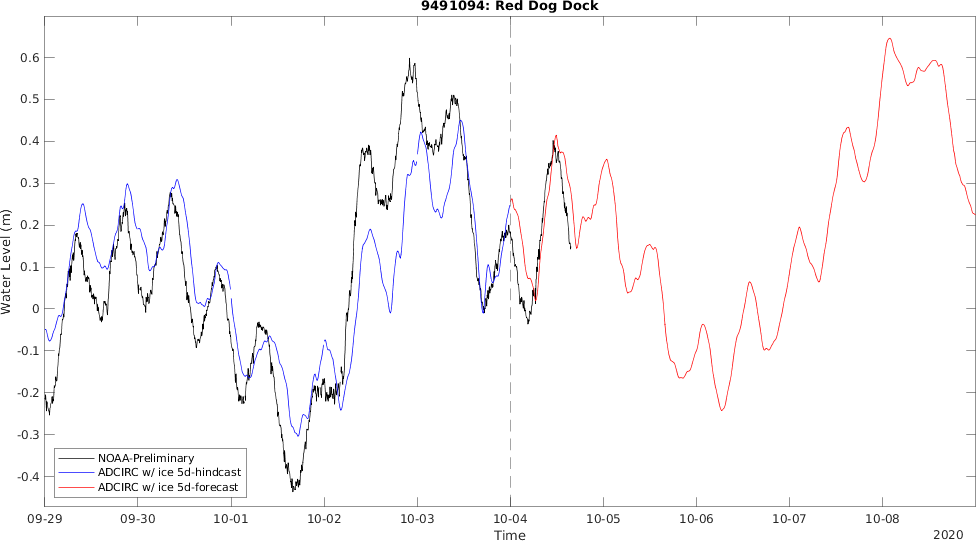 9491094: Red Dog Dock
Water Level (m)
0.6
0.5
0.4
0.3
0.2
0.1
0
-0.1
-0.2
-0.3
-0.4
NOAA-Preliminary
ADCIRC w/ ice 5d-hindcast
ADCIRC w/ ice 5d-forecast
09-29 09-30 10-01 10-02 10-03 10-04 10-05 10-06 10-07 10-08
Time
2020